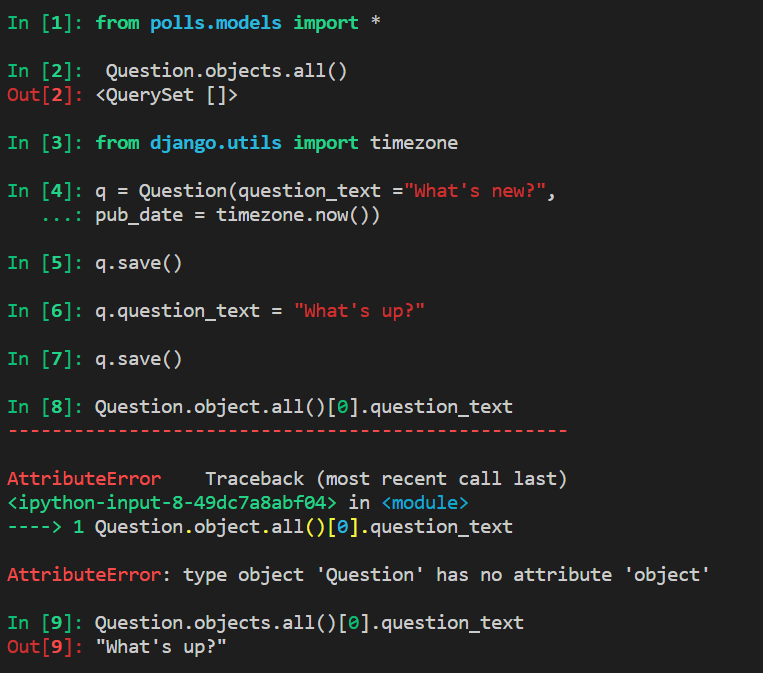 In [1]: from polls.models import *
In [2]:  Question.objects.all()
Out[2]: <QuerySet []>
In [3]: from django.utils import timezone
In [4]: q = Question(question_text ="What's new?",
   ...: pub_date = timezone.now())
In [5]: q.save()
In [6]: q.question_text = "What's up?"
In [7]: q.save()
In [8]: Question.object.all()[0].question_text
---------------------------------------------------
AttributeError    Traceback (most recent call last)
<ipython-input-8-49dc7a8abf04> in <module>
----> 1 Question.object.all()[0].question_text
AttributeError: type object 'Question' has no attribute 'object'
In [9]: Question.objects.all()[0].question_text
Out[9]: "What's up?"